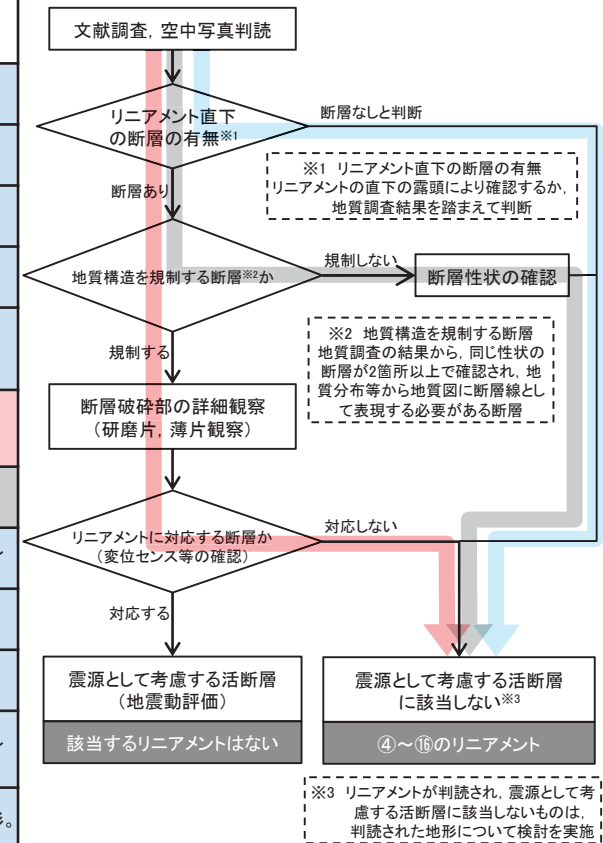 文献調査，空中写真判読
リニアメント直下
の断層の有無※1
断層なしと判断
※1 リニアメント直下の断層の有無
リニアメントの直下の露頭により確認するか，
地質調査結果を踏まえて判断
断層あり
地質構造を規制する断層※2か
規制しない
断層性状の確認
※2 地質構造を規制する断層
地質調査の結果から，同じ性状の
断層が2箇所以上で確認され，地
質分布等から地質図に断層線とし
て表現する必要がある断層
規制する
断層破砕部の詳細観察
（研磨片，薄片観察）
リニアメントに対応する断層か
（変位センス等の確認）
対応しない
対応する
震源として考慮する活断層
（地震動評価）
該当するリニアメントはない
震源として考慮する活断層
に該当しない※3
④～⑯のリニアメント
※3 リニアメントが判読され，震源として考
慮する活断層に該当しないものは，
判読された地形について検討を実施
。